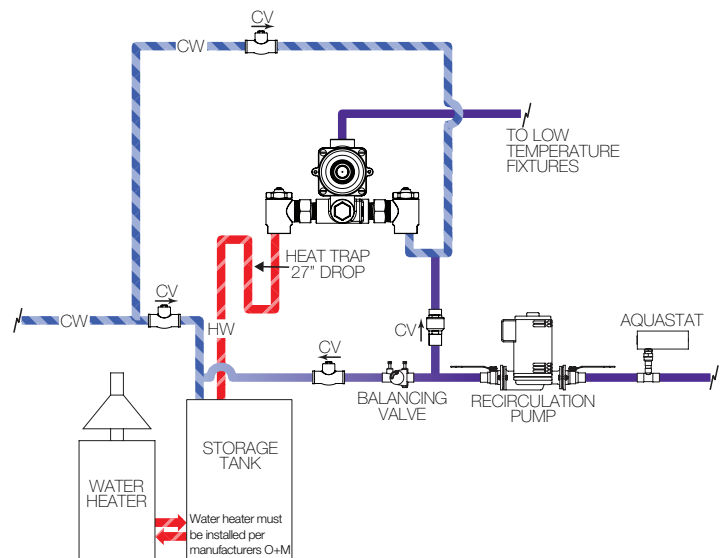 CV
CW
TO LOW
TEMPERATURE
FIXTURES
HEAT TRAP
27” DROP
CV
CW
HW
CV
CV
AQUASTAT
BALANCING
VALVE
RECIRCULATION
PUMP
STORAGE
TANK
WATER
HEATER
Water heater must
be installed per
manufacturers O+M